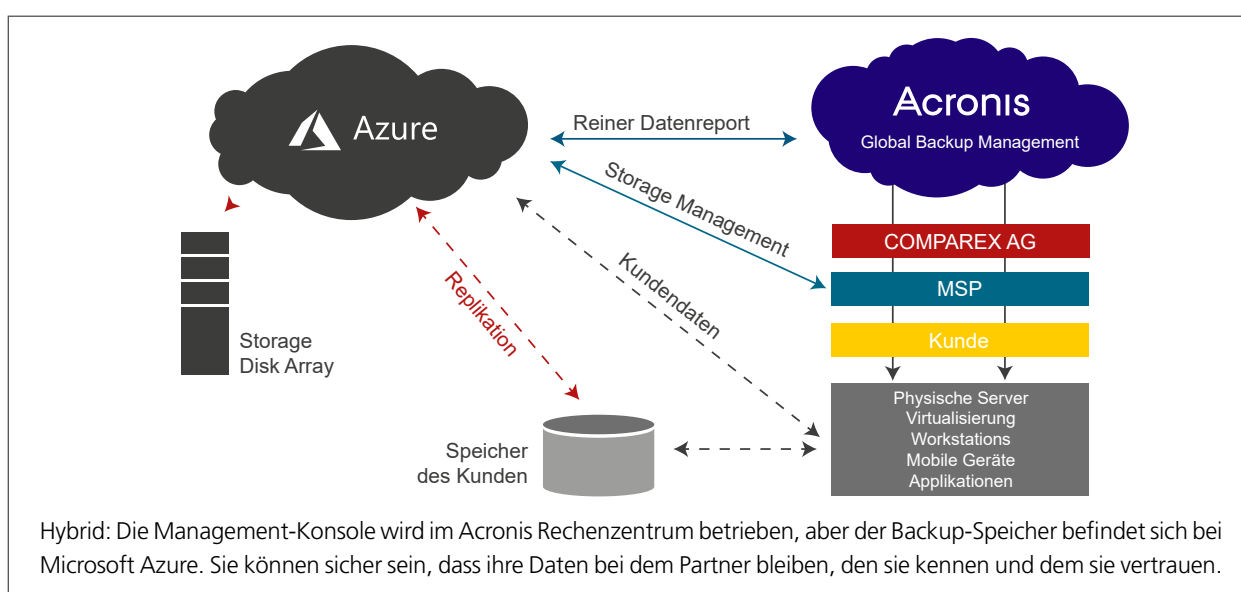 Azure
Acronis
Global Backup Management
Reiner Datenreport
Storage Management
Kundendaten
Replikation
COMPAREX AG
MSP
Kunde
Storage
Disk Array
Speicher
des Kunden
Physische Server
Virtualisierung
Workstations
Mobile Geräte
Applikationen
Hybrid: Die Management-Konsole wird im Acronis Rechenzentrum betrieben, aber der Backup-Speicher befindet sich bei
Microsoft Azure. Sie können sicher sein, dass ihre Daten bei dem Partner bleiben, den sie kennen und dem sie vertrauen.